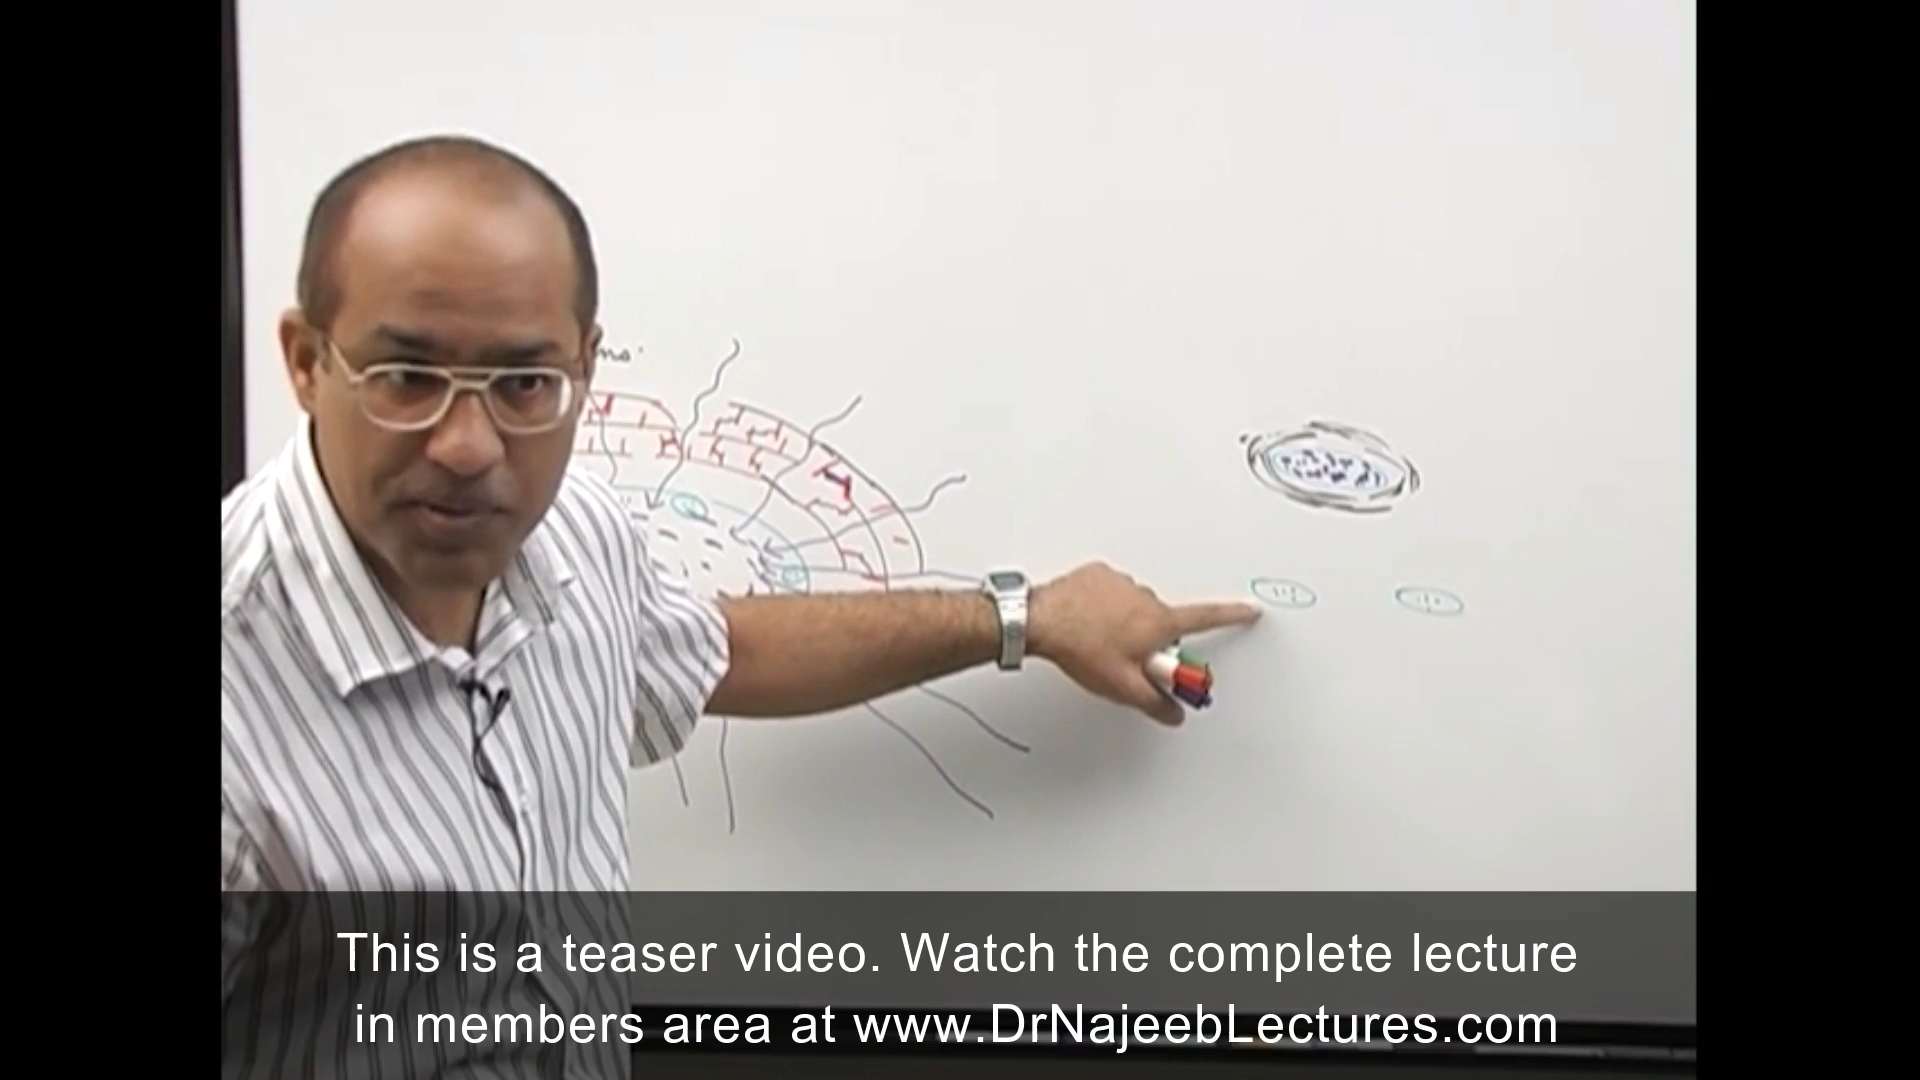 This is a teaser video. Watch the complete lecture
in members area at www.DrNajeebLectures.com